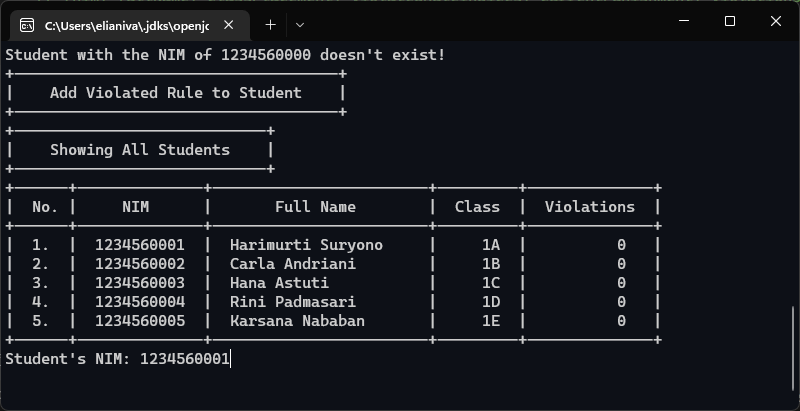 C:\Users\elianiva\.jdks\openjc
Student with the NIM of 1234560000 doesn't exist!
+------------------------------------+
|    Add Violated Rule to Student    |
+------------------------------------+
+----------------------------+
|    Showing All Students    |
+----------------------------+
+------+--------------+------------------------+---------+--------------+
|  No. |     NIM      |       Full Name        |  Class  |  Violations  |
+------+--------------+------------------------+---------+--------------+
|  1.  |  1234560001  |  Harimurti Suryono     |     1A  |          0   |
|  2.  |  1234560002  |  Carla Andriani        |     1B  |          0   |
|  3.  |  1234560003  |  Hana Astuti           |     1C  |          0   |
|  4.  |  1234560004  |  Rini Padmasari        |     1D  |          0   |
|  5.  |  1234560005  |  Karsana Nababan       |     1E  |          0   |
+------+--------------+------------------------+---------+--------------+
Student's NIM: 1234560001